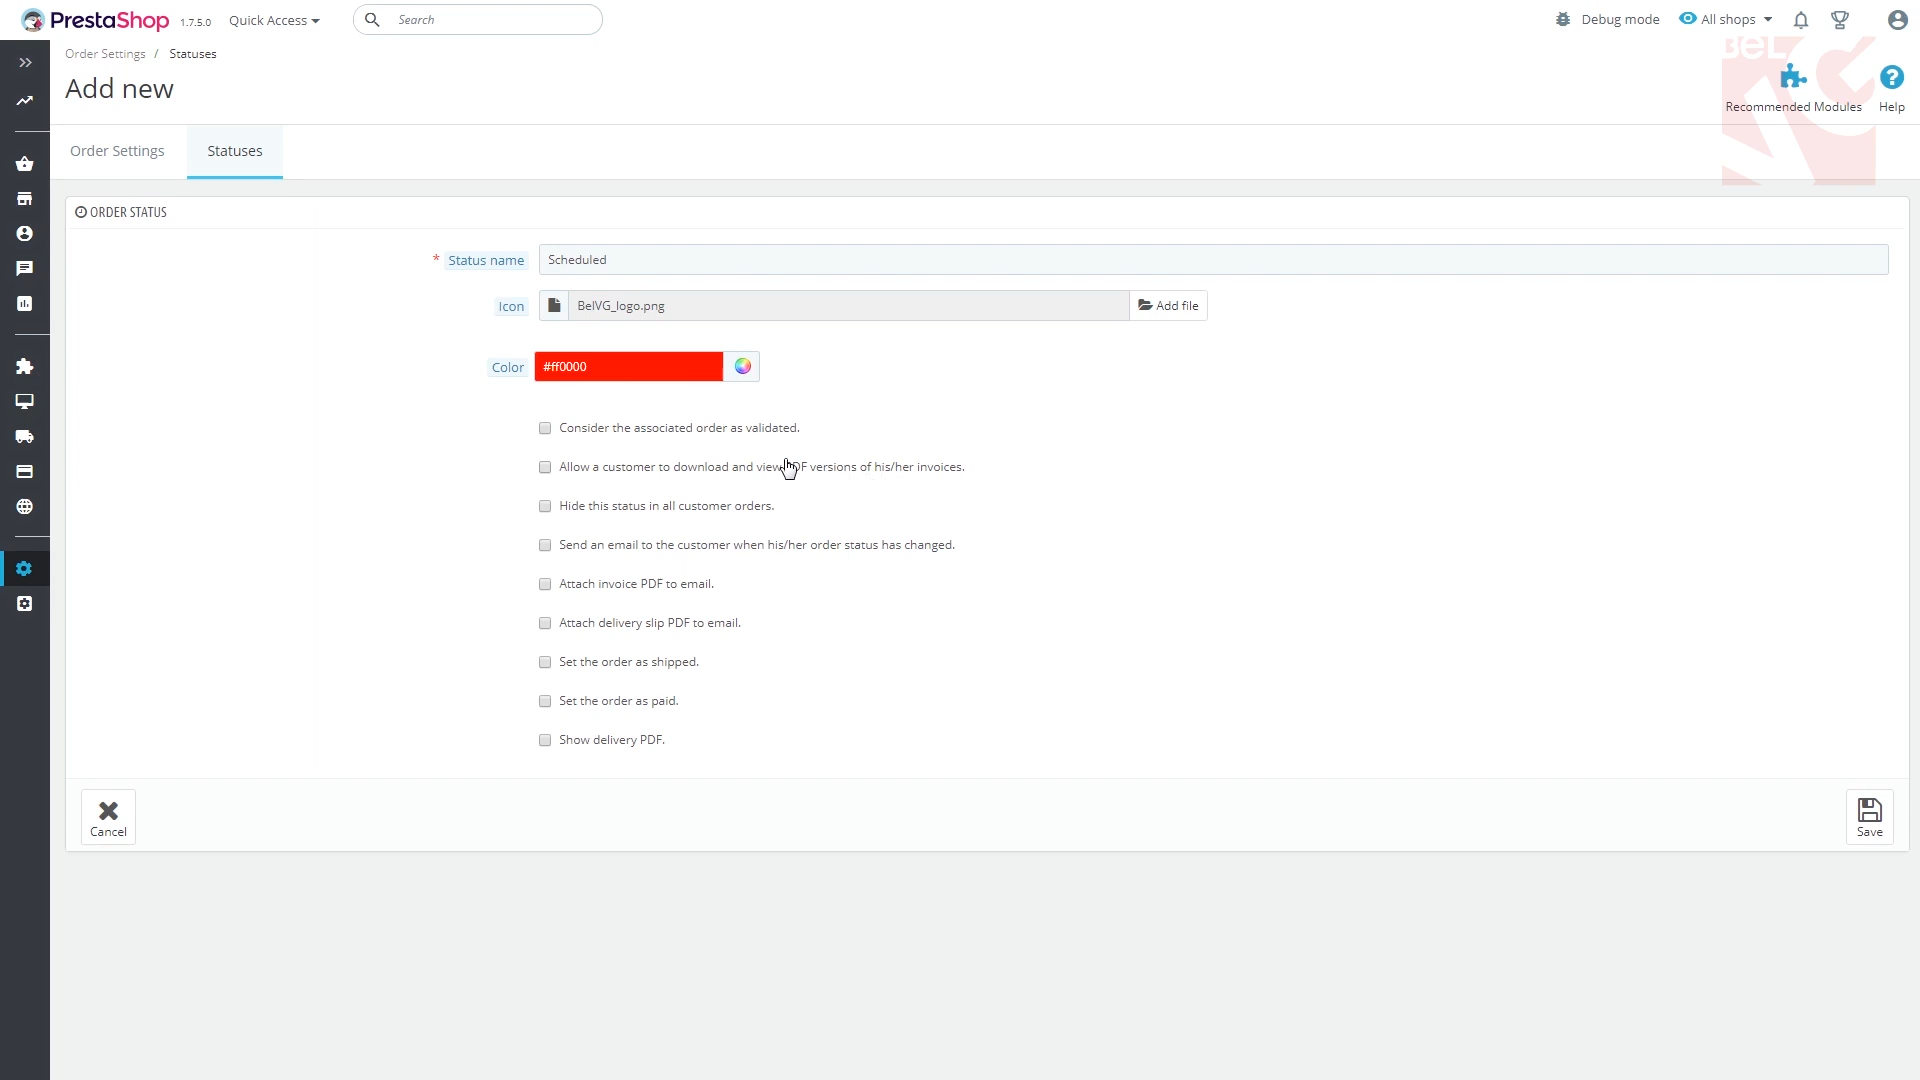 PrestaShop 1.7.5.0 Quick Access Search Debug mode All shops
Order Settings / Statuses
Add new
BeL
Recommended Modules Help
Order Settings Statuses
ORDER STATUS
* Status name Scheduled
Icon BelVG_logo.png Add file
Color #ff0000
Consider the associated order as validated.
Allow a customer to download and view PDF versions of his/her invoices.
Hide this status in all customer orders.
Send an email to the customer when his/her order status has changed.
Attach invoice PDF to email.
Attach delivery slip PDF to email.
Set the order as shipped.
Set the order as paid.
Show delivery PDF.
Cancel Save